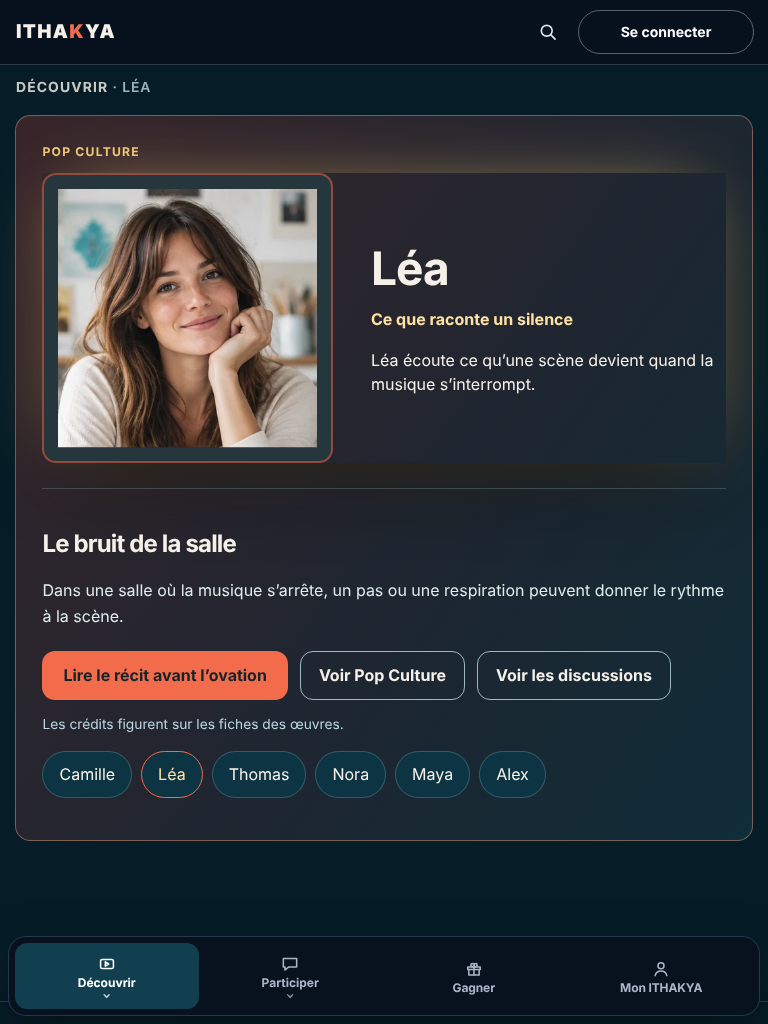 ITHAKYA
Se connecter
DÉCOUVRIR · LÉA
POP CULTURE
Léa
Ce que raconte un silence
Léa écoute ce qu’une scène devient quand la
musique s’interrompt.
Le bruit de la salle
Dans une salle où la musique s’arrête, un pas ou une respiration peuvent donner le rythme
à la scène.
Lire le récit avant l’ovation
Voir Pop Culture
Voir les discussions
Les crédits figurent sur les fiches des œuvres.
Camille
Léa
Thomas
Nora
Maya
Alex
Découvrir
Participer
Gagner
Mon ITHAKYA